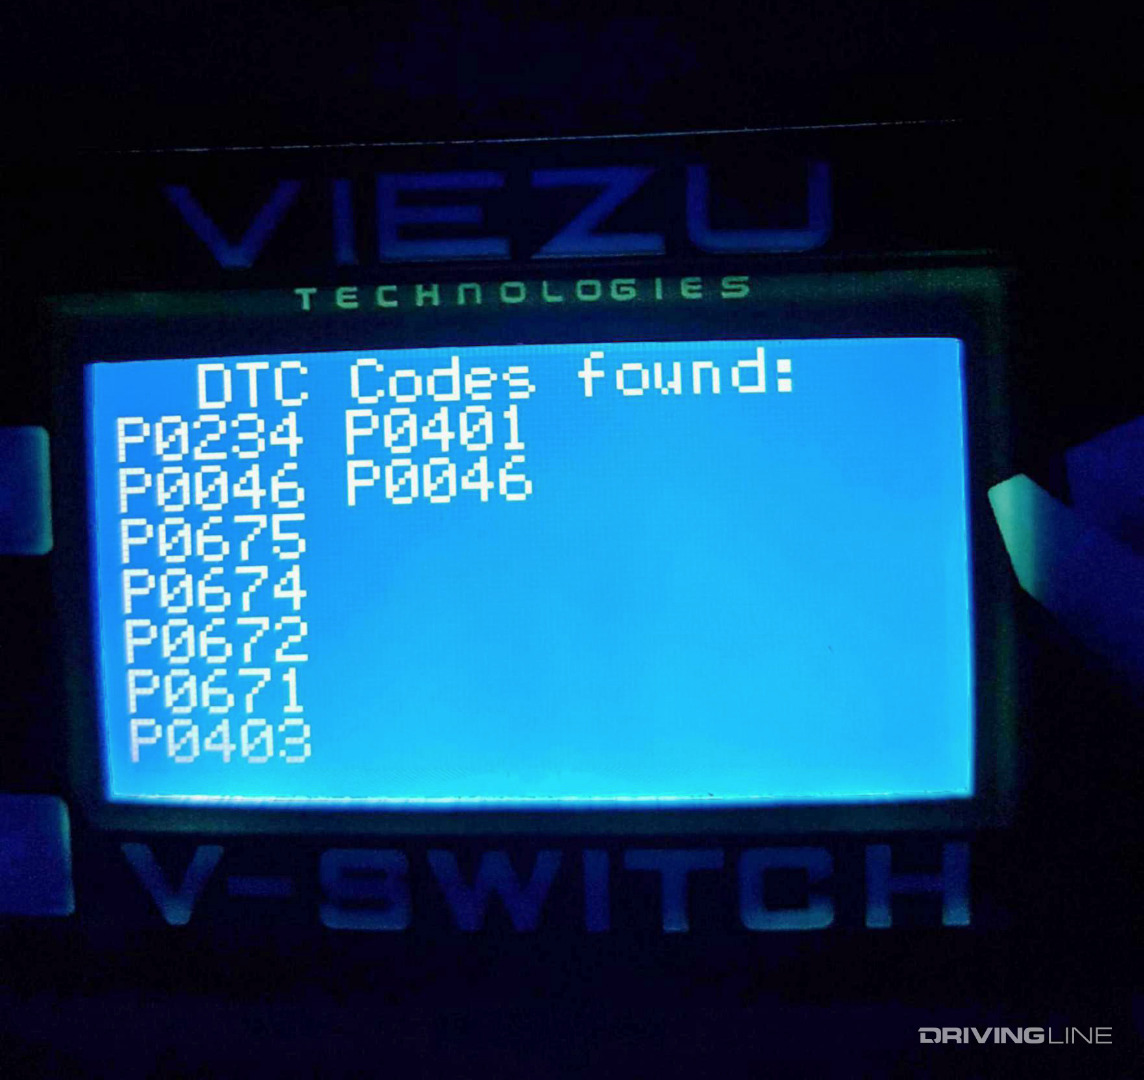 VIEZU
TECHNOLOGIES
DTC Codes found:
P0234 P0401
P0046 P0046
P0675
P0674
P0672
P0671
P0403
V-SWITCH
DRIVINGLINE